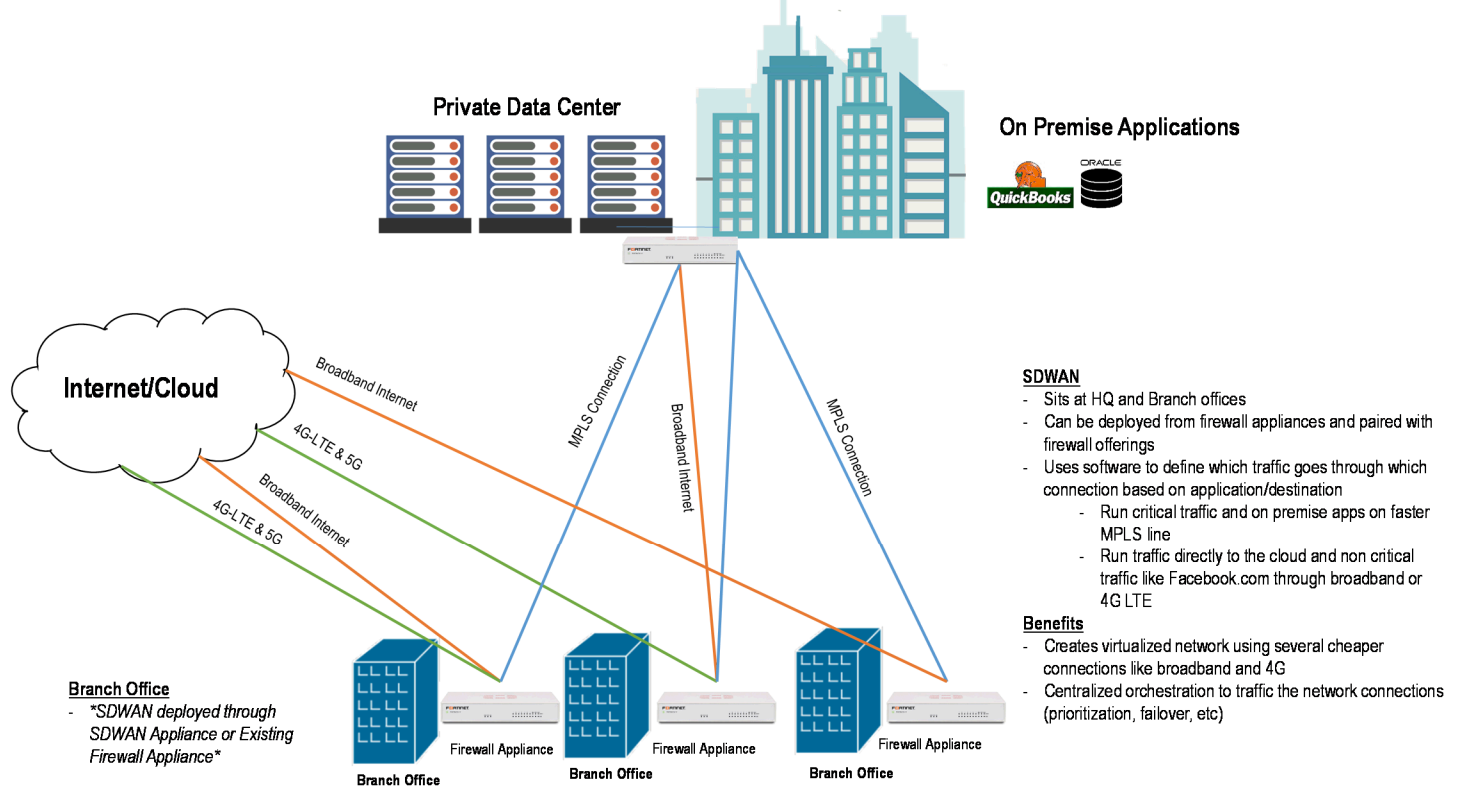 Private Data Center
On Premise Applications
ORACLE
QuickBooks
FORTINET
Internet/Cloud
Broadband Internet
4G-LTE & 5G
Broadband Internet
4G-LTE & 5G
MPLS Connection
Broadband Internet
MPLS Connection
SDWAN
- Sits at HQ and Branch offices
- Can be deployed from firewall appliances and paired with
firewall offerings
- Uses software to define which traffic goes through which
connection based on application/destination
- Run critical traffic and on premise apps on faster
MPLS line
- Run traffic directly to the cloud and non critical
traffic like Facebook.com through broadband or
4G LTE
Benefits
- Creates virtualized network using several cheaper
connections like broadband and 4G
- Centralized orchestration to traffic the network connections
(prioritization, failover, etc)
Branch Office
- *SDWAN deployed through
SDWAN Appliance or Existing
Firewall Appliance*
FORTINET
Firewall Appliance
Branch Office
FORTINET
Firewall Appliance
Branch Office
FORTINET
Firewall Appliance
Branch Office